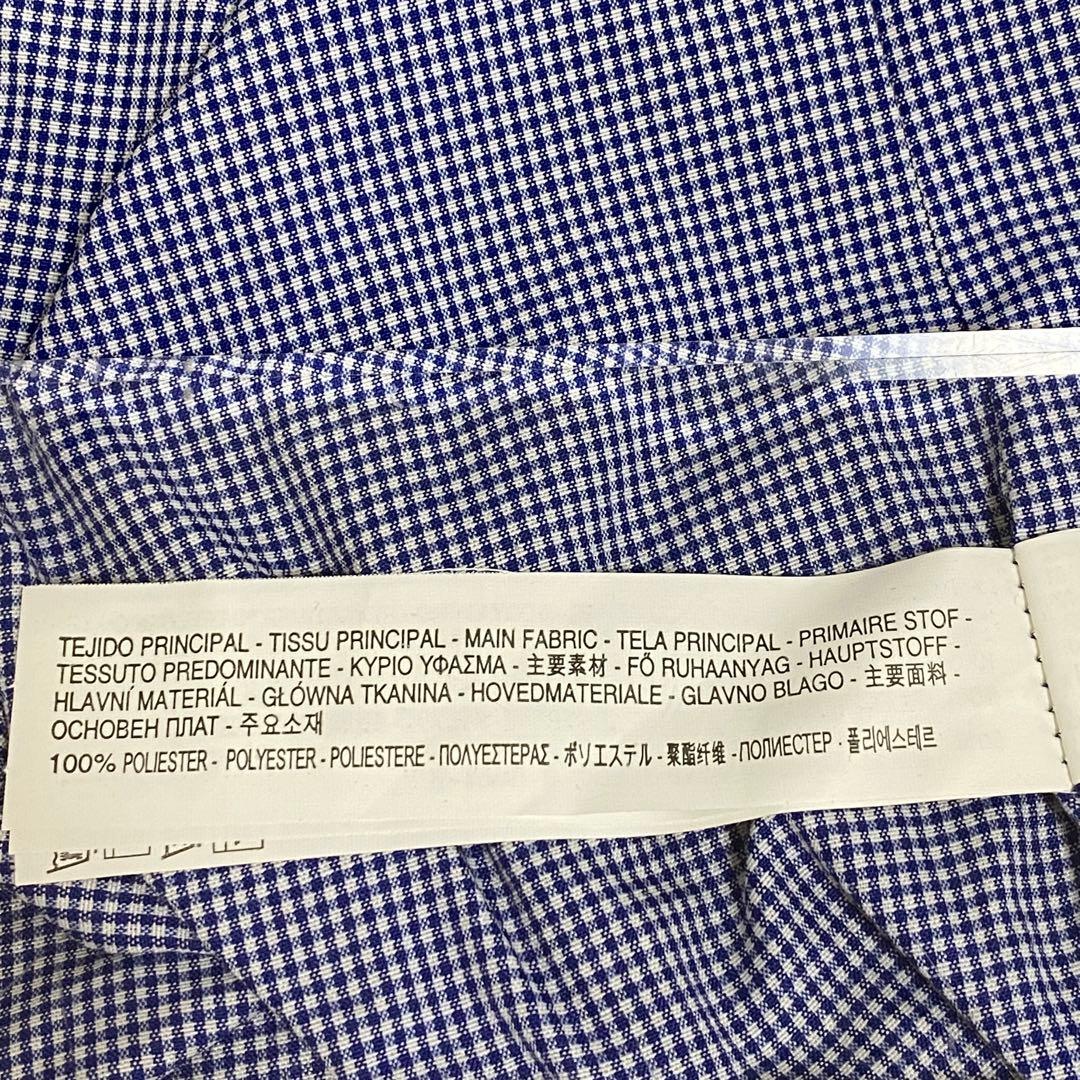 TEJIDO PRINCIPAL - TISSU PRINCIPAL - MAIN FABRIC - TELA PRINCIPAL - PRIMAIRE STOF -
TESSUTO PREDOMINANTE - ΚΥΡΙΟ ΥΦΑΣΜΑ - 主要素材 - FŐ RUHAANYAG - HAUPTSTOFF -
HLAVNÍ MATERIÁL - GŁÓWNA TKANINA - HOVEDMATERIALE - GLAVNO BLAGO - 主要面料 -
ОСНОВЕН ПЛАТ - 주요소재
100% POLIESTER - POLYESTER - POLIESTERE - ΠΟΛΥΕΣΤΕΡΑΣ - ポリエステル - 聚酯纤维 - ПОЛИЕСТЕР · 폴리에스테르